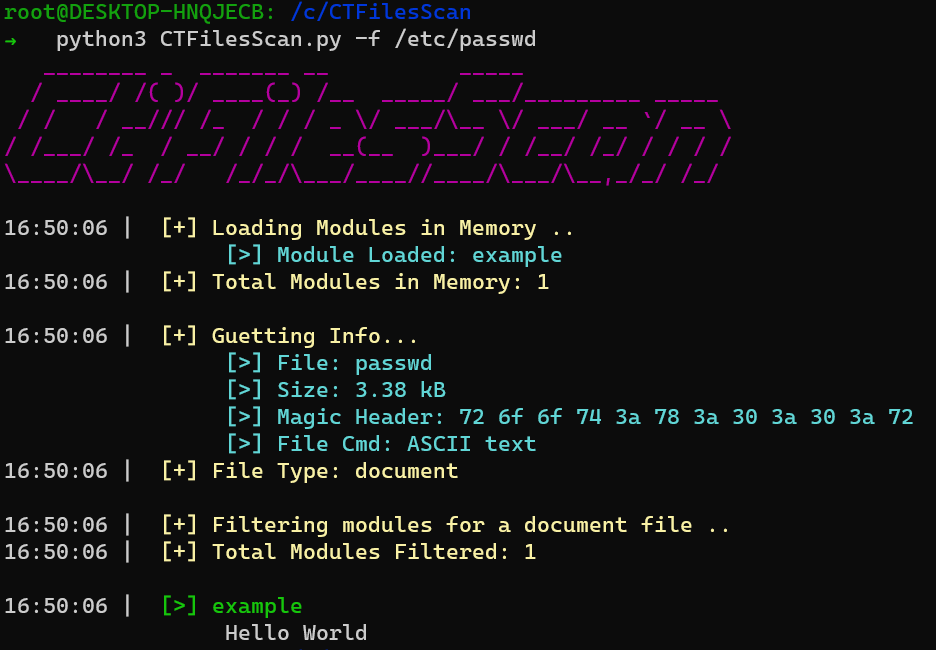 root@DESKTOP-HNQJECB: /c/CTFilesScan
→ python3 CTFilesScan.py -f /etc/passwd
CTFilesScan
16:50:06 | [+] Loading Modules in Memory ..
[>] Module Loaded: example
16:50:06 | [+] Total Modules in Memory: 1
16:50:06 | [+] Guetting Info...
[>] File: passwd
[>] Size: 3.38 kB
[>] Magic Header: 72 6f 6f 74 3a 78 3a 30 3a 30 3a 72
[>] File Cmd: ASCII text
16:50:06 | [+] File Type: document
16:50:06 | [+] Filtering modules for a document file ..
16:50:06 | [+] Total Modules Filtered: 1
16:50:06 | [>] example
Hello World